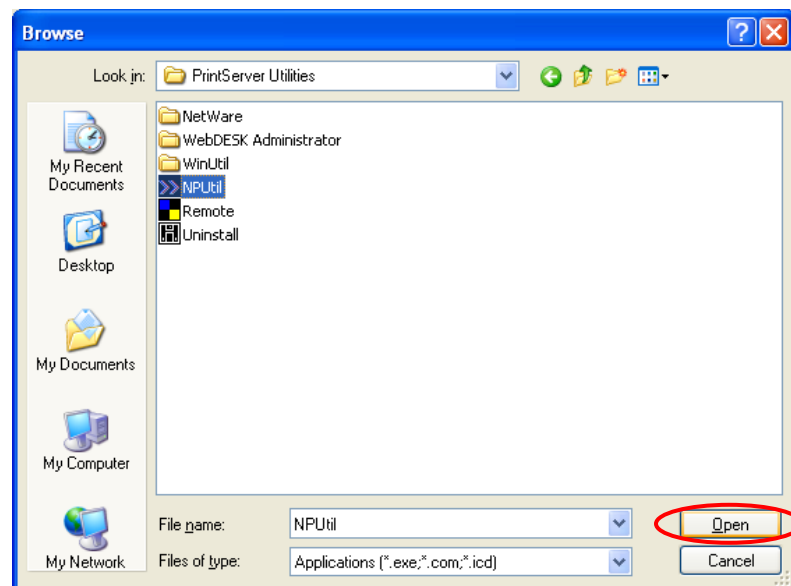 Browse
Look in:
PrintServer Utilities
My Recent
Documents
Desktop
My Documents
My Computer
My Network
NetWare
WebDESK Administrator
WinUtil
NPUtil
Remote
Uninstall
File name:
NPUtil
Open
Files of type:
Applications (*.exe;*.com;*.icd)
Cancel